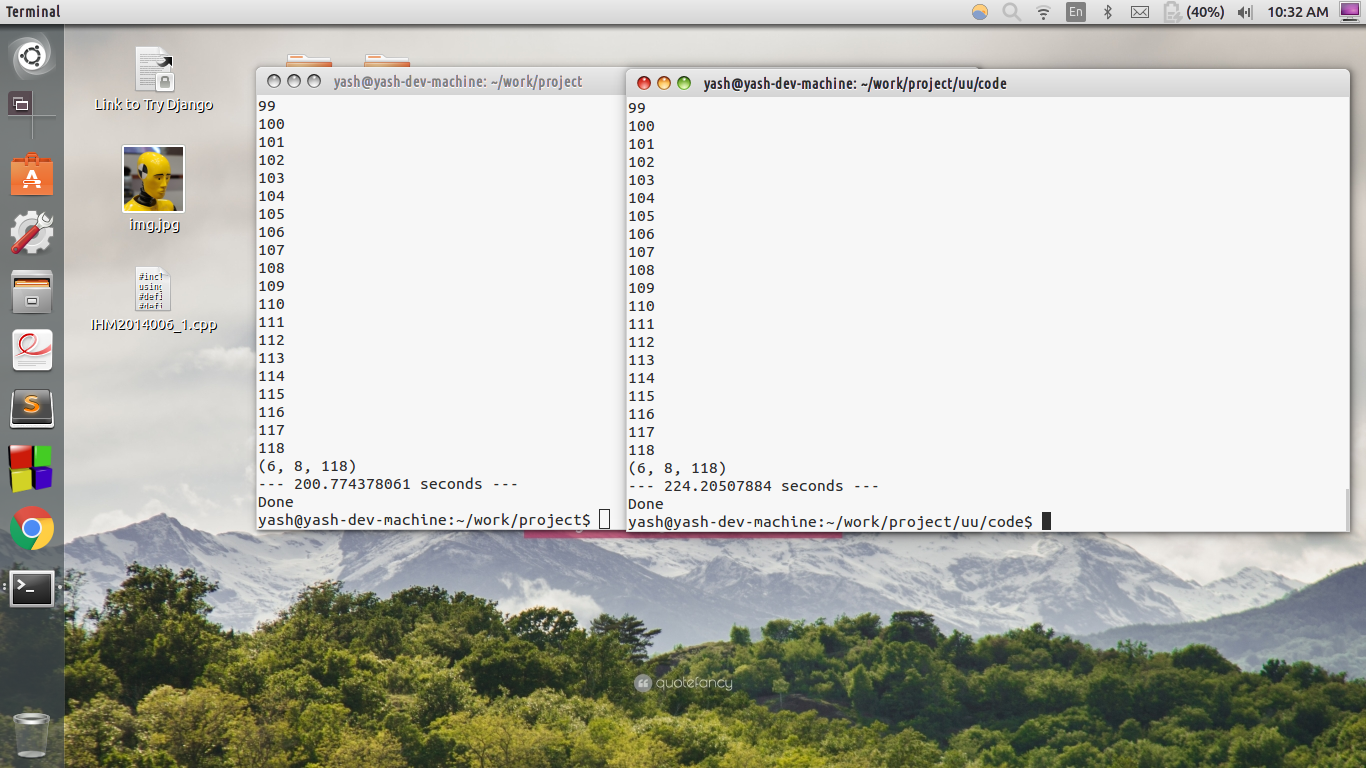 Terminal
En
(40%)
10:32 AM
Link to Try Django
img.jpg
#incl
using
#defi
#defi
IHM2014006_1.cpp
yash@yash-dev-machine: ~/work/project
99
100
101
102
103
104
105
106
107
108
109
110
111
112
113
114
115
116
117
118
(6, 8, 118)
--- 200.774378061 seconds ---
Done
yash@yash-dev-machine:~/work/project$
yash@yash-dev-machine: ~/work/project/uu/code
99
100
101
102
103
104
105
106
107
108
109
110
111
112
113
114
115
116
117
118
(6, 8, 118)
--- 224.20507884 seconds ---
Done
yash@yash-dev-machine:~/work/project/uu/code$
quotefancy